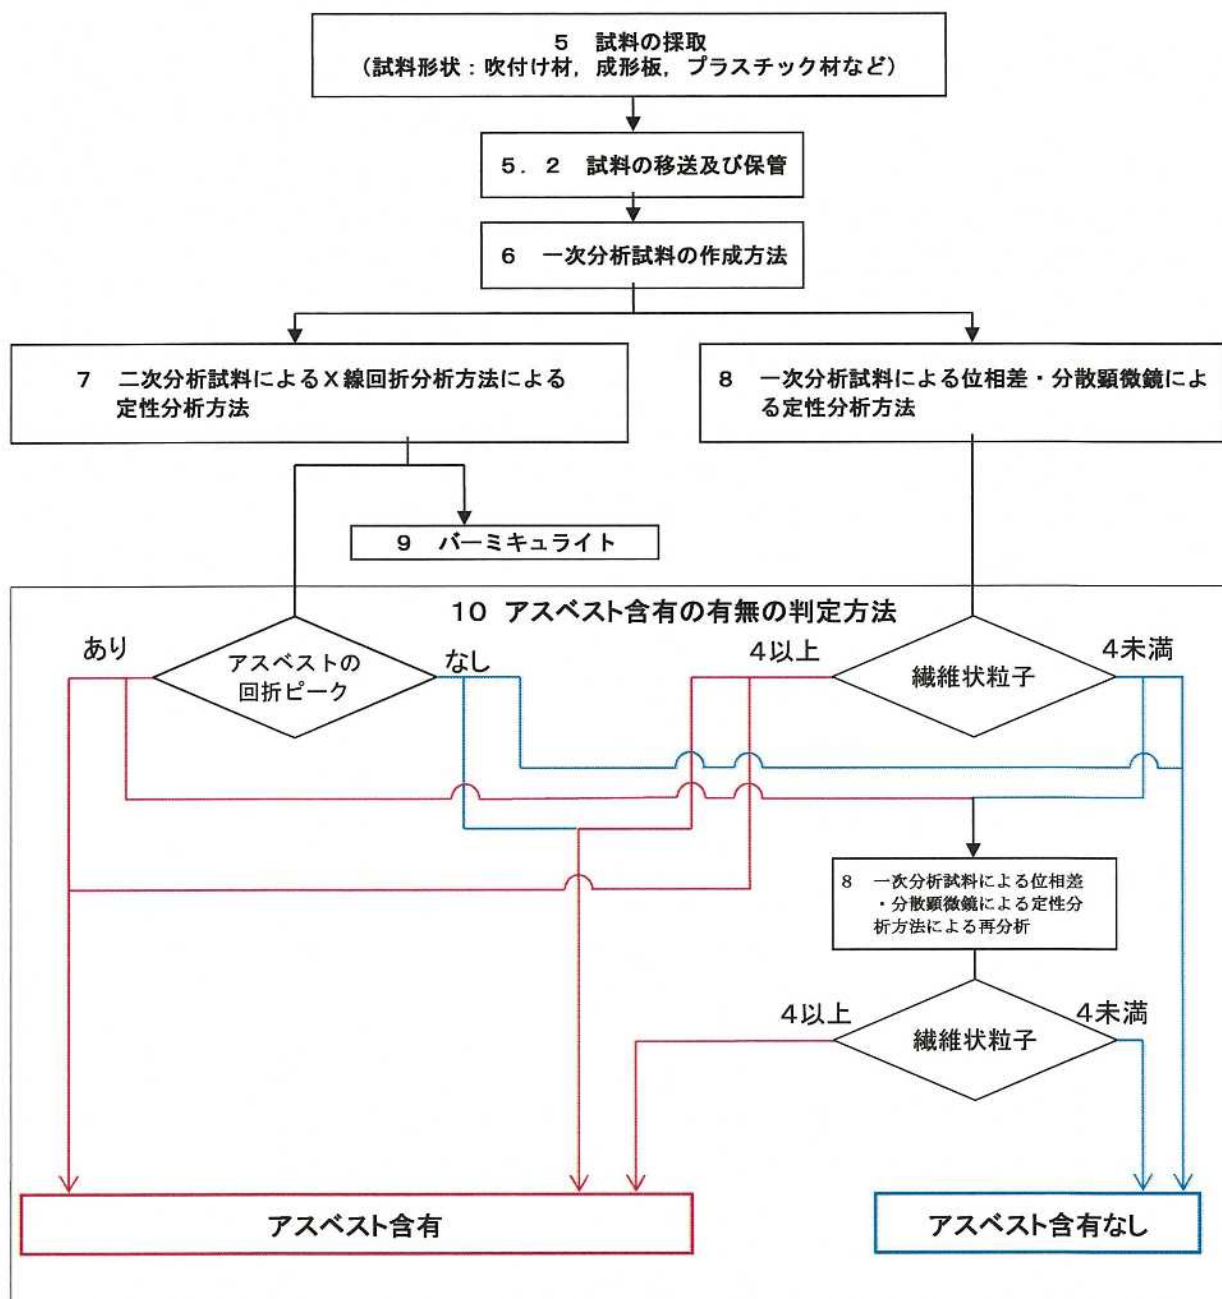 5　試料の採取
（試料形状：吹付け材，成形板，プラスチック材など）
5．2　試料の移送及び保管
6　一次分析試料の作成方法
7　二次分析試料によるX線回折分析方法による
定性分析方法
8　一次分析試料による位相差・分散顕微鏡によ
る定性分析方法
9　バーミキュライト
10 アスベスト含有の有無の判定方法
あり
アスベストの
回折ピーク
なし
4以上
繊維状粒子
4未満
8　一次分析試料による位相差
・分散顕微鏡による定性分
析方法による再分析
4以上
繊維状粒子
4未満
アスベスト含有
アスベスト含有なし